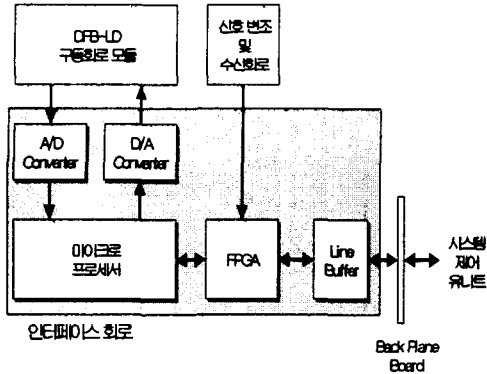 DFB-LD
구동회로 모듈
신호 변조
및
수신회로
A/D
Converter
D/A
Converter
마이크로
프로세서
FPGA
Line
Buffer
시스템
제어
유니트
인터페이스 회로
Back Plane
Board